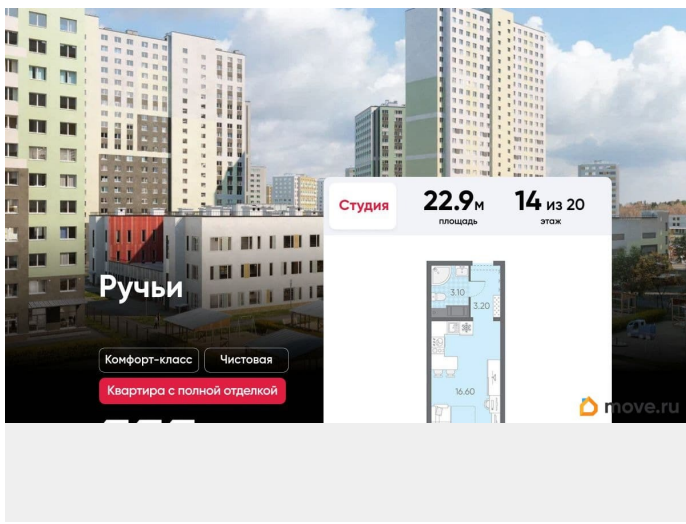 Студия
22.9м
площадь
14 из 20
этаж
Ручьи
3.10
3.20
Комфорт-класс
Чистовая
Квартира с полной отделкой
16.60
move.ru